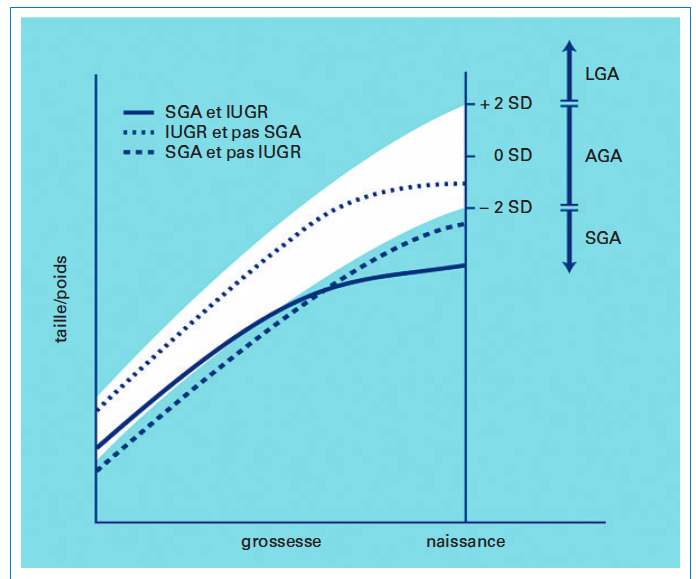 SGA et IUGR
IUGR et pas SGA
SGA et pas IUGR
LGA
+ 2 SD
0 SD
AGA
– 2 SD
SGA
taille/poids
grossesse
naissance